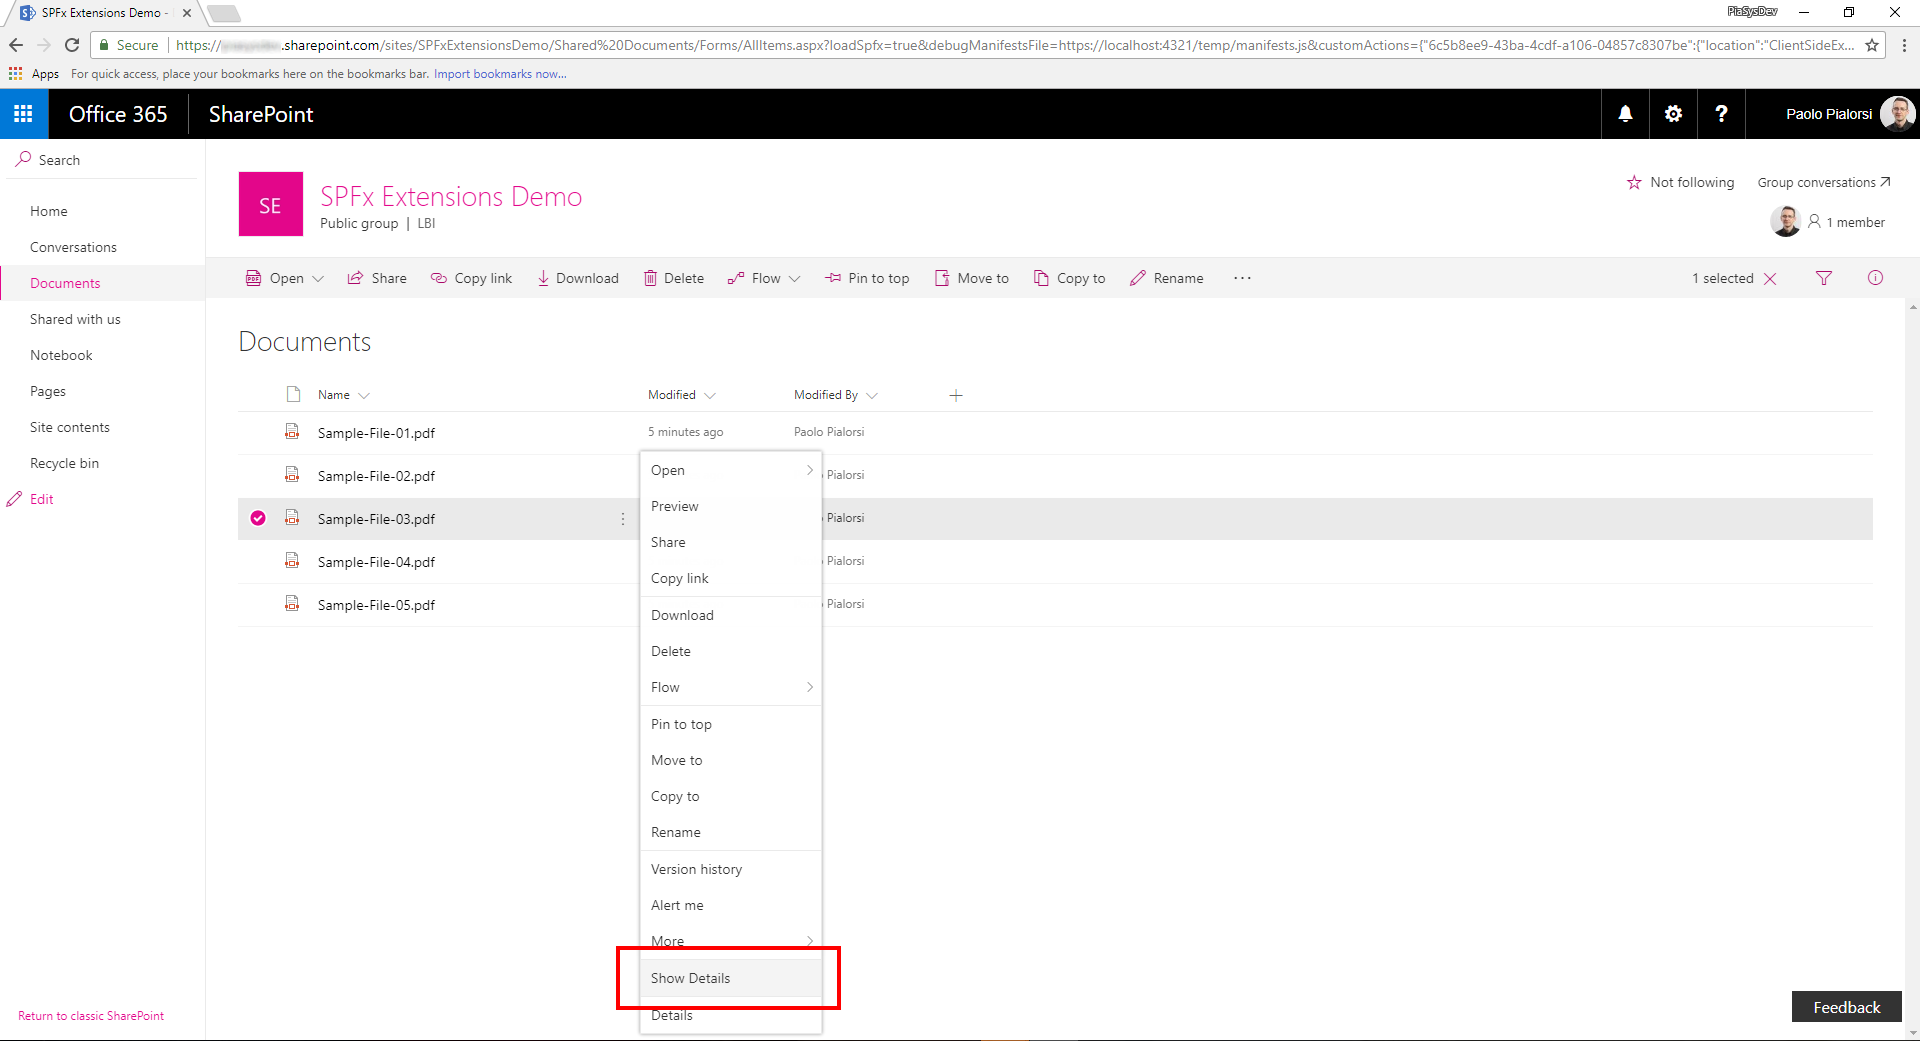 SPFx Extensions Demo -
PiaSysDev
Secure https:// .sharepoint.com/sites/SPFxExtensionsDemo/Shared%20Documents/Forms/AllItems.aspx?loadSpfx=true&debugManifestsFile=https://localhost:4321/temp/manifests.js&customActions={"6c5b8ee9-43ba-4cdf-a106-04857c8307be":{"location":"ClientSideEx...
Apps For quick access, place your bookmarks here on the bookmarks bar. Import bookmarks now...
Office 365 SharePoint ? Paolo Pialorsi
Search
Home
Conversations
Documents
Shared with us
Notebook
Pages
Site contents
Recycle bin
Edit
Return to classic SharePoint
SE
SPFx Extensions Demo
Public group | LBI
Not following Group conversations
1 member
Open Share Copy link Download Delete Flow Pin to top Move to Copy to Rename ... 1 selected
Documents
Name Modified Modified By
Sample-File-01.pdf 5 minutes ago Paolo Pialorsi
Sample-File-02.pdf Pialorsi
Sample-File-03.pdf Pialorsi
Sample-File-04.pdf Pialorsi
Sample-File-05.pdf Pialorsi
Open
Preview
Share
Copy link
Download
Delete
Flow
Pin to top
Move to
Copy to
Rename
Version history
Alert me
More
Show Details
Details
Feedback